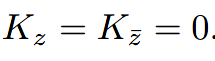 $K_z = K_{\bar{z}} = 0.$